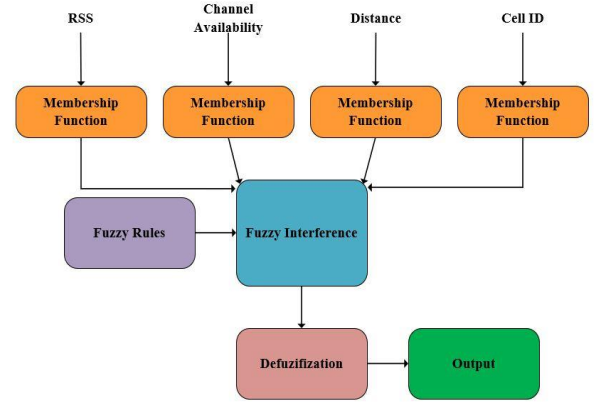 RSS
Channel
Availability
Distance
Cell ID
Membership
Function
Membership
Function
Membership
Function
Membership
Function
Fuzzy Rules
Fuzzy Interference
Defuzifization
Output